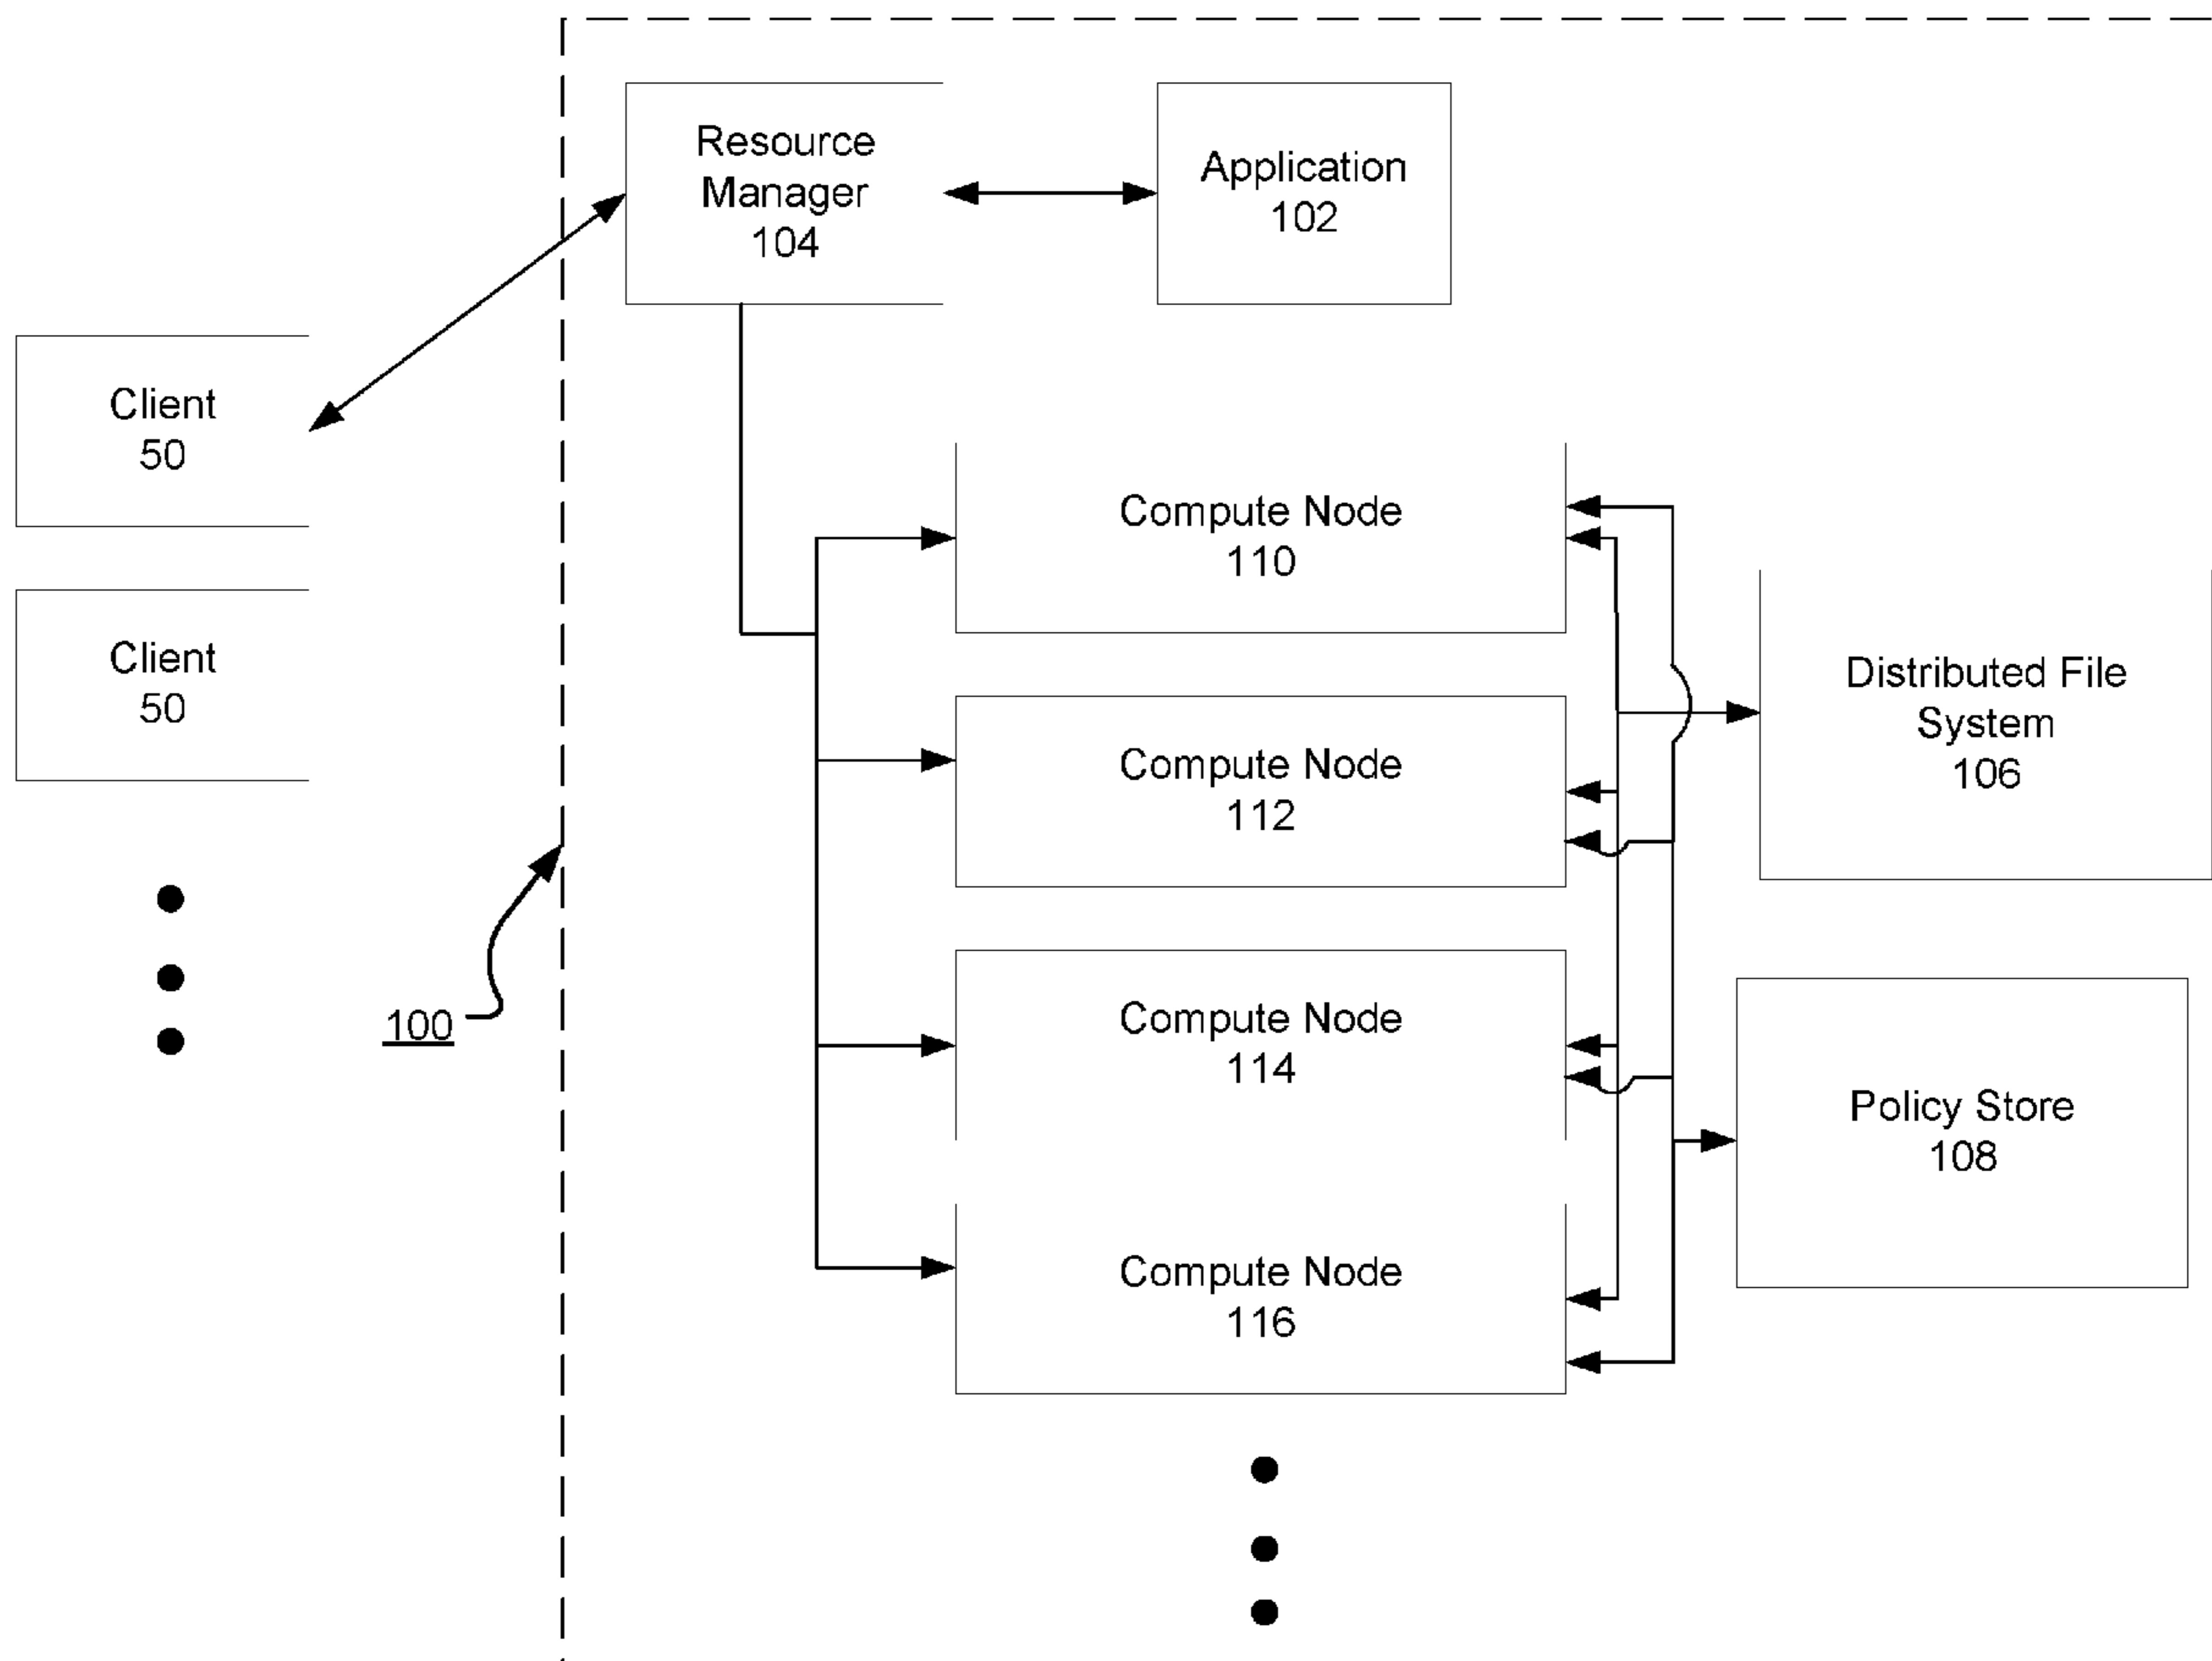 Resource
Manager
104
Application
102
Client
50
Client
50
100
Compute Node
110
Compute Node
112
Compute Node
114
Compute Node
116
Distributed File
System
106
Policy Store
108